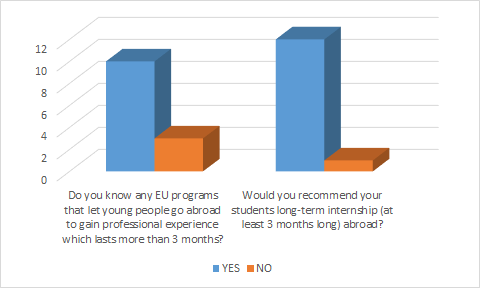 12
10
8
6
4
2
0
Do you know any EU programs
that let young people go abroad
to gain professional experience
which lasts more than 3 months?
Would you recommend your
students long-term internship (at
least 3 months long) abroad?
YES NO